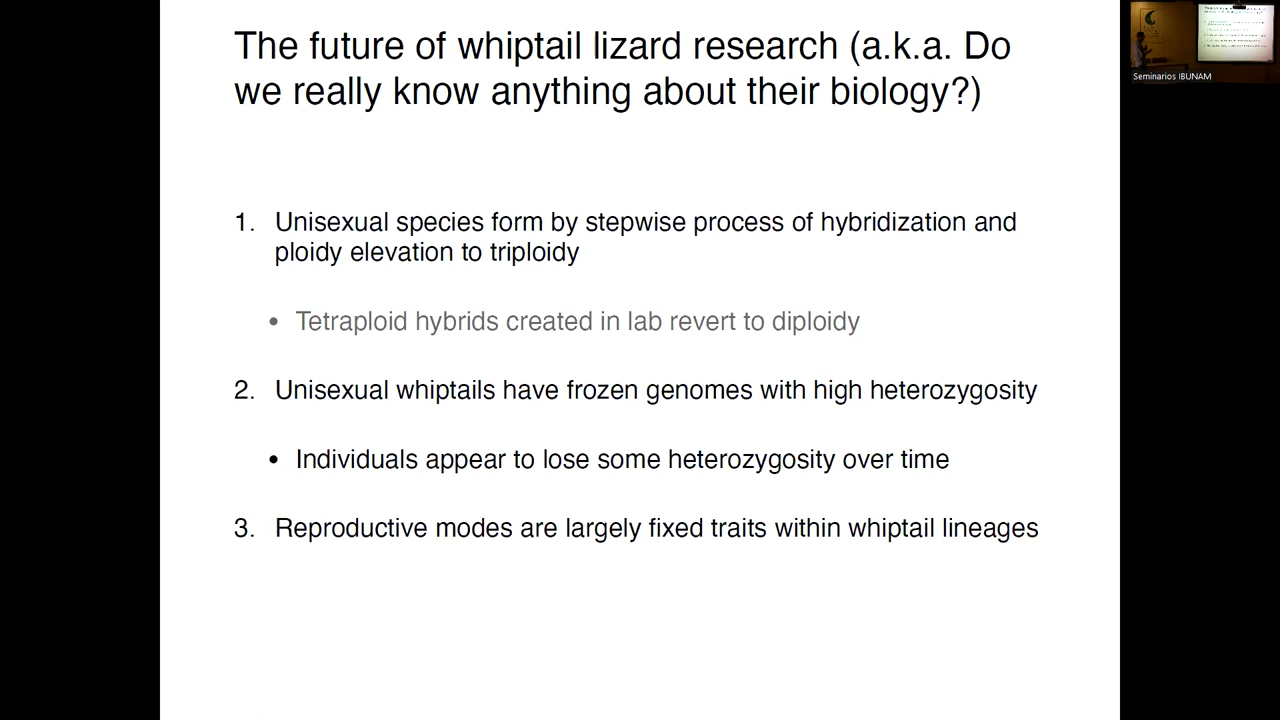 The future of whiptail lizard research (a.k.a. Do
we really know anything about their biology?)
1. Unisexual species form by stepwise process of hybridization and
ploidy elevation to triploidy
• Tetraploid hybrids created in lab revert to diploidy
2. Unisexual whiptails have frozen genomes with high heterozygosity
• Individuals appear to lose some heterozygosity over time
3. Reproductive modes are largely fixed traits within whiptail lineages
Seminarios IBUNAM